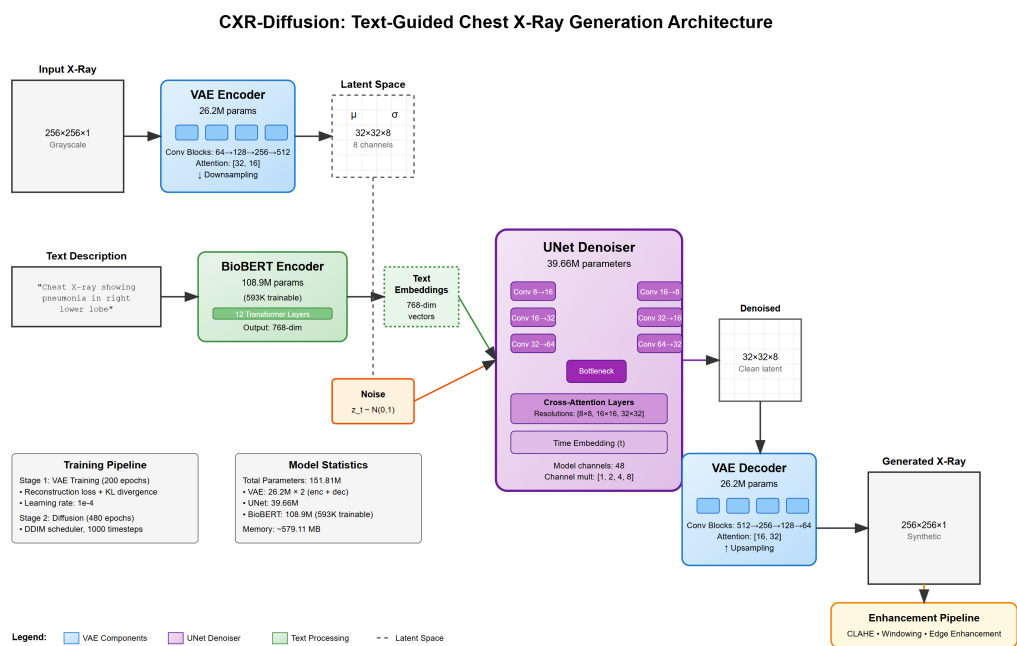 CXR-Diffusion: Text-Guided Chest X-Ray Generation Architecture
Input X-Ray
256×256×1
Grayscale
VAE Encoder
26.2M params
Conv Blocks: 64→128→256→512
Attention: [32, 16]
↓ Downsampling
Latent Space
μ σ
32×32×8
8 channels
Text Description
"Chest X-ray showing
pneumonia in right
lower lobe"
BioBERT Encoder
108.9M params
(593K trainable)
12 Transformer Layers
Output: 768-dim
Text
Embeddings
768-dim
vectors
Noise
z_t ~ N(0,1)
UNet Denoiser
39.66M parameters
Conv 8→16 Conv 16→8
Conv 16→32 Conv 32→16
Conv 32→64 Conv 64→32
Bottleneck
Cross-Attention Layers
Resolutions: [8×8, 16×16, 32×32]
Time Embedding (t)
Model channels: 48
Channel mult: [1, 2, 4, 8]
Denoised
32×32×8
Clean latent
VAE Decoder
26.2M params
Conv Blocks: 512→256→128→64
Attention: [16, 32]
↑ Upsampling
Generated X-Ray
256×256×1
Synthetic
Enhancement Pipeline
CLAHE • Windowing • Edge Enhancement
Training Pipeline
Stage 1: VAE Training (200 epochs)
• Reconstruction loss + KL divergence
• Learning rate: 1e-4
Stage 2: Diffusion (480 epochs)
• DDIM scheduler, 1000 timesteps
Model Statistics
Total Parameters: 151.81M
• VAE: 26.2M × 2 (enc + dec)
• UNet: 39.66M
• BioBERT: 108.9M (593K trainable)
Memory: ~579.11 MB
Legend: VAE Components UNet Denoiser Text Processing Latent Space